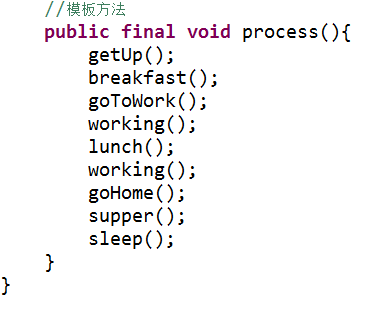 //模板方法
public final void process(){
getUp();
breakfast();
goToWork();
working();
lunch();
working();
goHome();
supper();
sleep();
}
}